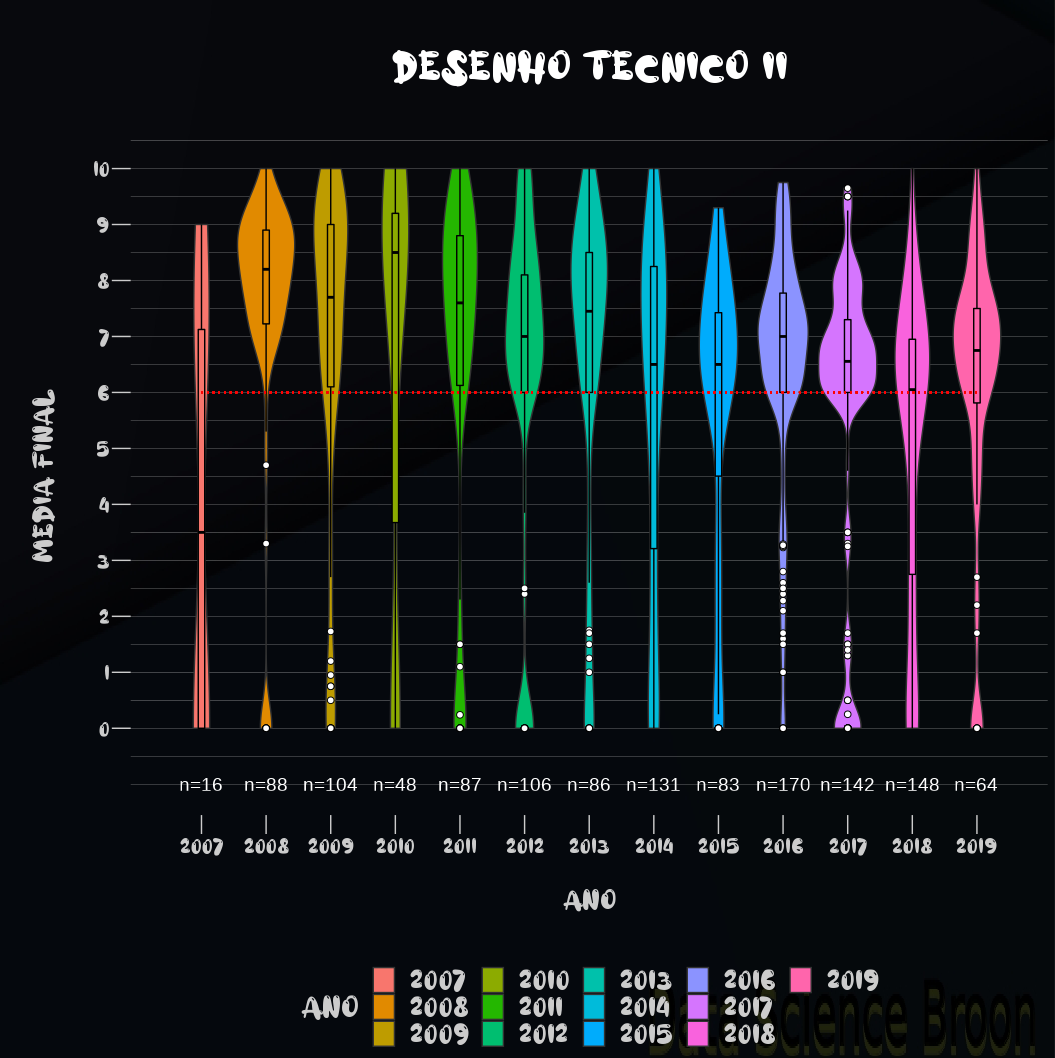 DESENHO TECNICO II
10
9
8
7
6
5
4
3
2
1
0
MEDIA FINAL
n=16 n=88 n=104 n=48 n=87 n=106 n=86 n=131 n=83 n=170 n=142 n=148 n=64
2007 2008 2009 2010 2011 2012 2013 2014 2015 2016 2017 2018 2019
ANO
ANO
2007 2010 2013 2016 2019
2008 2011 2014 2017
2009 2012 2015 2018
Data Science Broon